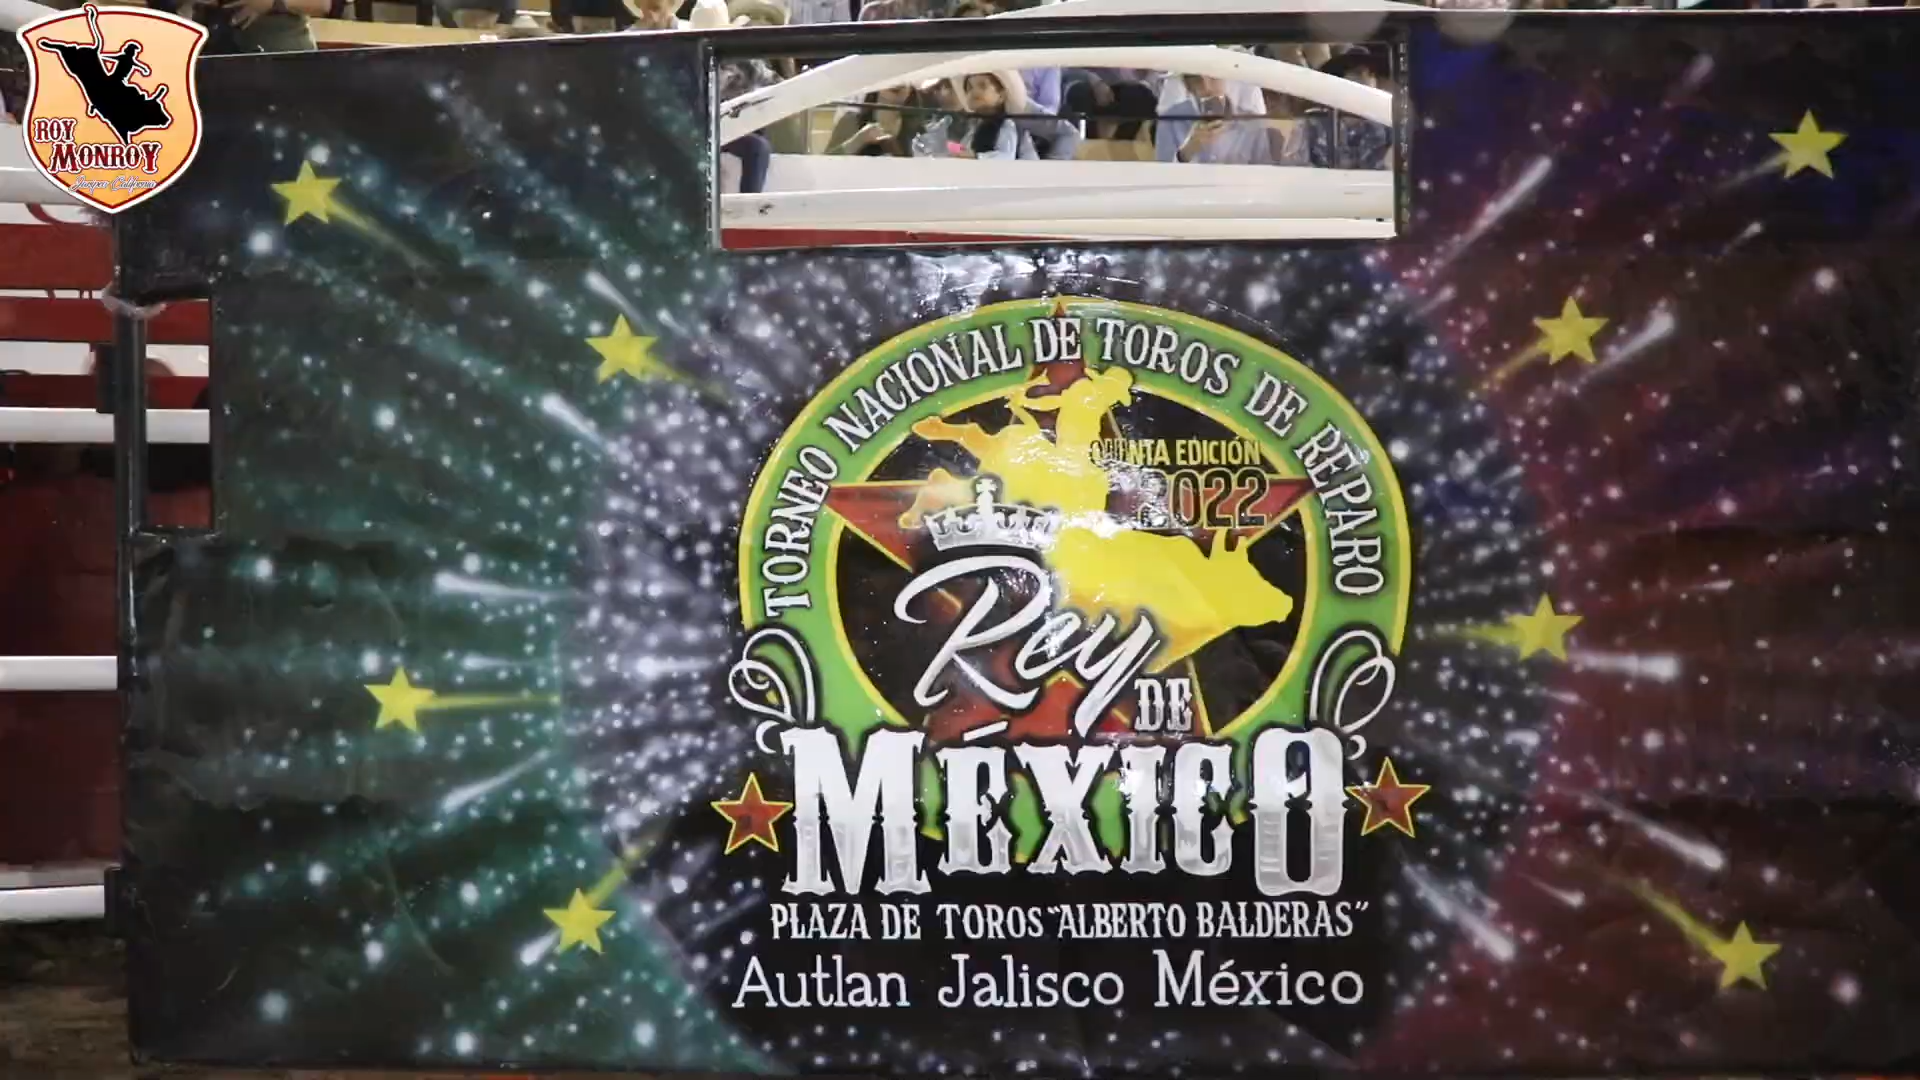 ROY
MONROY
TORNEO NACIONAL DE TOROS DE REPARO
QUINTA EDICIÓN
2022
Rey
DE
MÉXICO
PLAZA DE TOROS "ALBERTO BALDERAS"
Autlan Jalisco México